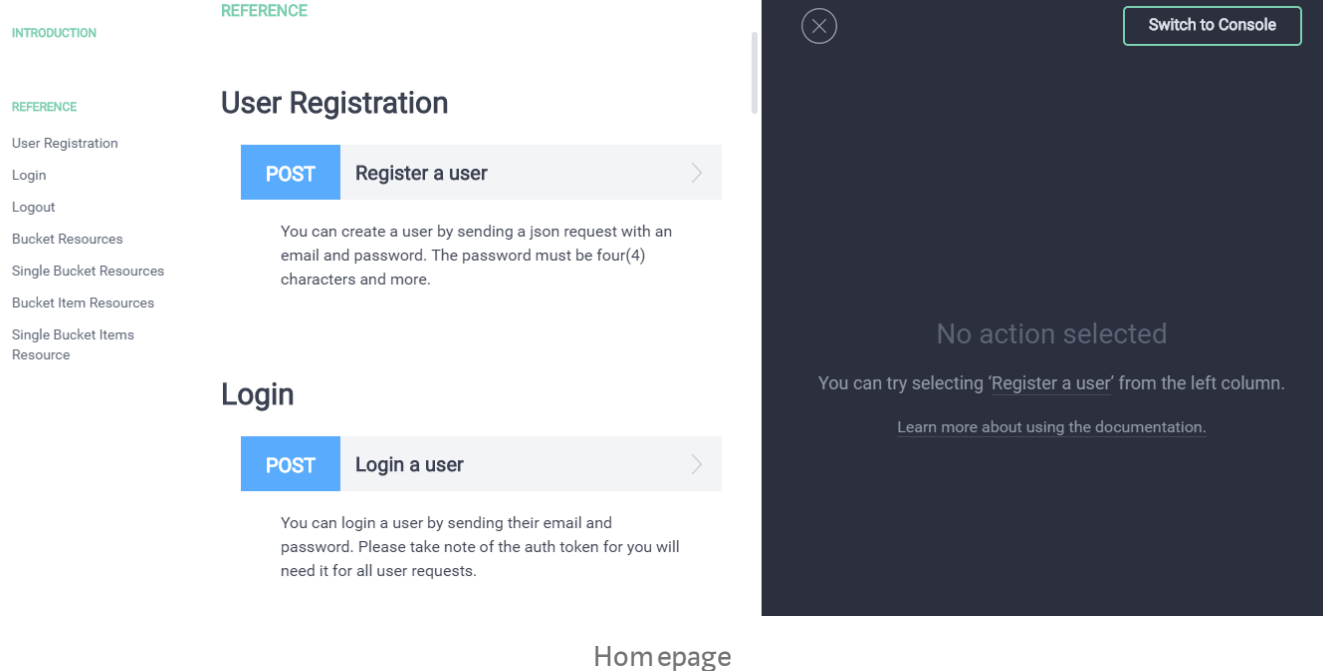 INTRODUCTION
REFERENCE
User Registration
Login
Logout
Bucket Resources
Single Bucket Resources
Bucket Item Resources
Single Bucket Items
Resource
REFERENCE
User Registration
POST Register a user
You can create a user by sending a json request with an
email and password. The password must be four(4)
characters and more.
Login
POST Login a user
You can login a user by sending their email and
password. Please take note of the auth token for you will
need it for all user requests.
Switch to Console
No action selected
You can try selecting ‘Register a user’ from the left column.
Learn more about using the documentation.
Homepage